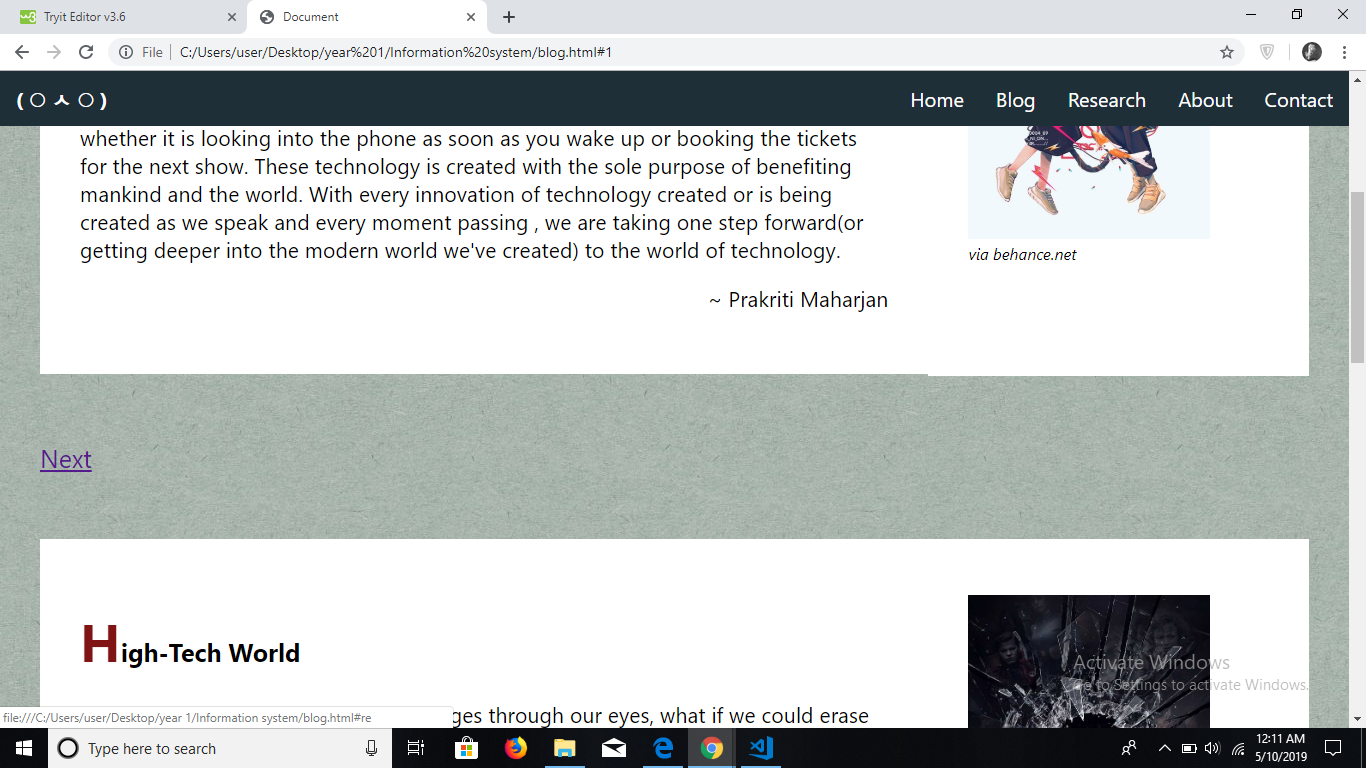 Tryit Editor v3.6
Document
File
C:/Users/user/Desktop/year%201/Information%20system/blog.html#1
( ㅇ ㅅ ㅇ )
Home Blog Research About Contact
whether it is looking into the phone as soon as you wake up or booking the tickets
for the next show. These technology is created with the sole purpose of benefiting
mankind and the world. With every innovation of technology created or is being
created as we speak and every moment passing , we are taking one step forward(or
getting deeper into the modern world we've created) to the world of technology.
via behance.net
~ Prakriti Maharjan
Next
High-Tech World
Activate Windows
Go to Settings to activate Windows.
ges through our eyes, what if we could erase
file:///C:/Users/user/Desktop/year 1/Information system/blog.html#re
Type here to search
12:11 AM
5/10/2019